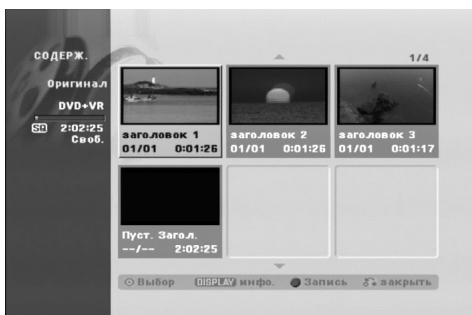 СОДЕРЖ.
1/4
Оригинал
DVD+VR
SQ 2:02:25
Своб.
заголовок 1
01/01 0:01:26
заголовок 2
01/01 0:01:26
заголовок 3
01/01 0:01:17
Пуст. Загол.
--/-- 2:02:25
Выбор DISPLAY инфо. Запись закрыть